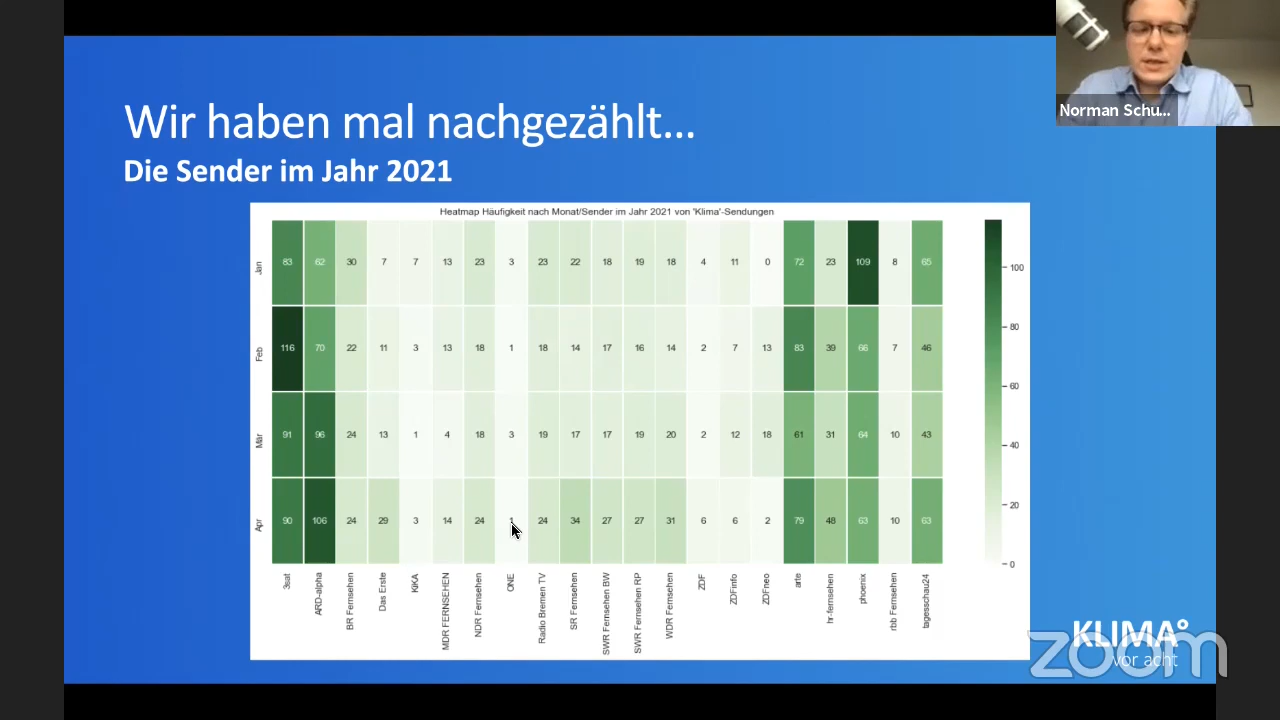 Norman Schu...
Wir haben mal nachgezählt...
Die Sender im Jahr 2021
Heatmap Häufigkeit nach Monat/Sender im Jahr 2021 von 'Klima'-Sendungen
Jan 83 62 30 7 7 13 23 3 23 22 18 19 18 4 11 0 72 23 109 8 65
Feb 116 70 22 11 3 13 18 1 18 14 17 16 14 2 7 13 83 39 66 7 46
Mär 91 96 24 13 1 4 18 3 19 17 17 19 20 2 12 18 61 31 64 10 43
Apr 90 106 24 29 3 14 24 1 24 34 27 27 31 6 6 2 79 48 63 10 63
3sat
ARD-alpha
BR Fernsehen
Das Erste
KiKA
MDR FERNSEHEN
NDR Fernsehen
ONE
Radio Bremen TV
SR Fernsehen
SWR Fernsehen BW
SWR Fernsehen RP
WDR Fernsehen
ZDF
ZDFinfo
ZDFneo
arte
hr-fernsehen
phoenix
rbb Fernsehen
tagesschau24
100
80
60
40
20
0
KLIMA°
vor acht
zoom